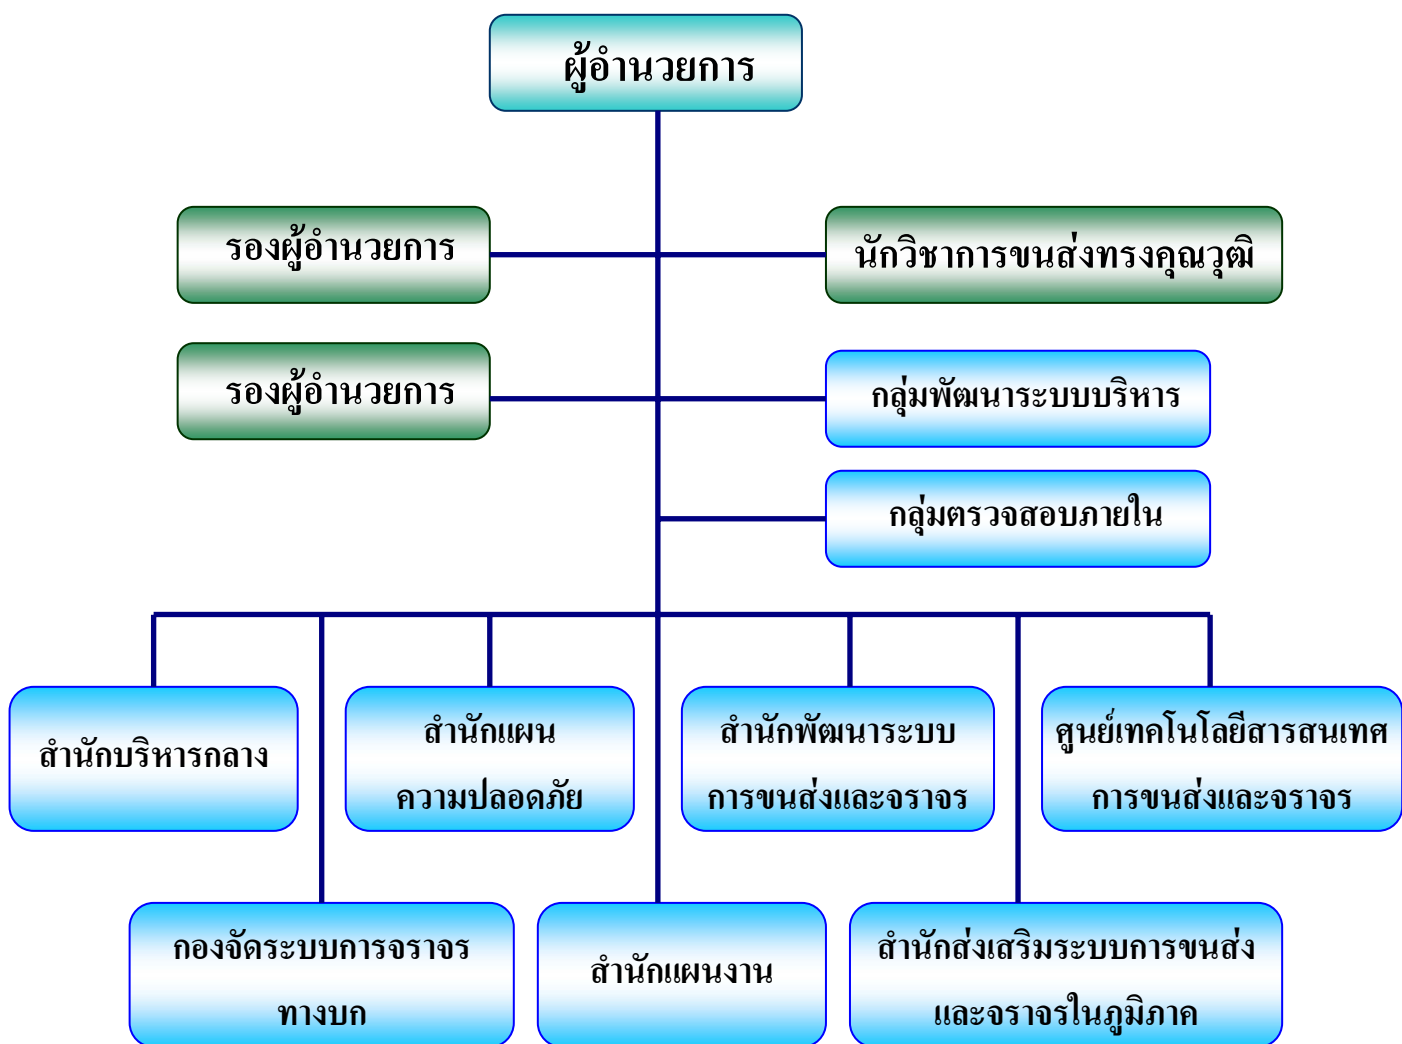 ผู้อำนวยการ
รองผู้อำนวยการ
นักวิชาการขนส่งทรงคุณวุฒิ
รองผู้อำนวยการ
กลุ่มพัฒนาระบบบริหาร
กลุ่มตรวจสอบภายใน
สำนักบริหารกลาง
สำนักแผน
ความปลอดภัย
สำนักพัฒนาระบบ
การขนส่งและจราจร
ศูนย์เทคโนโลยีสารสนเทศ
การขนส่งและจราจร
กองจัดระบบการจราจร
ทางบก
สำนักแผนงาน
สำนักส่งเสริมระบบการขนส่ง
และจราจรในภูมิภาค